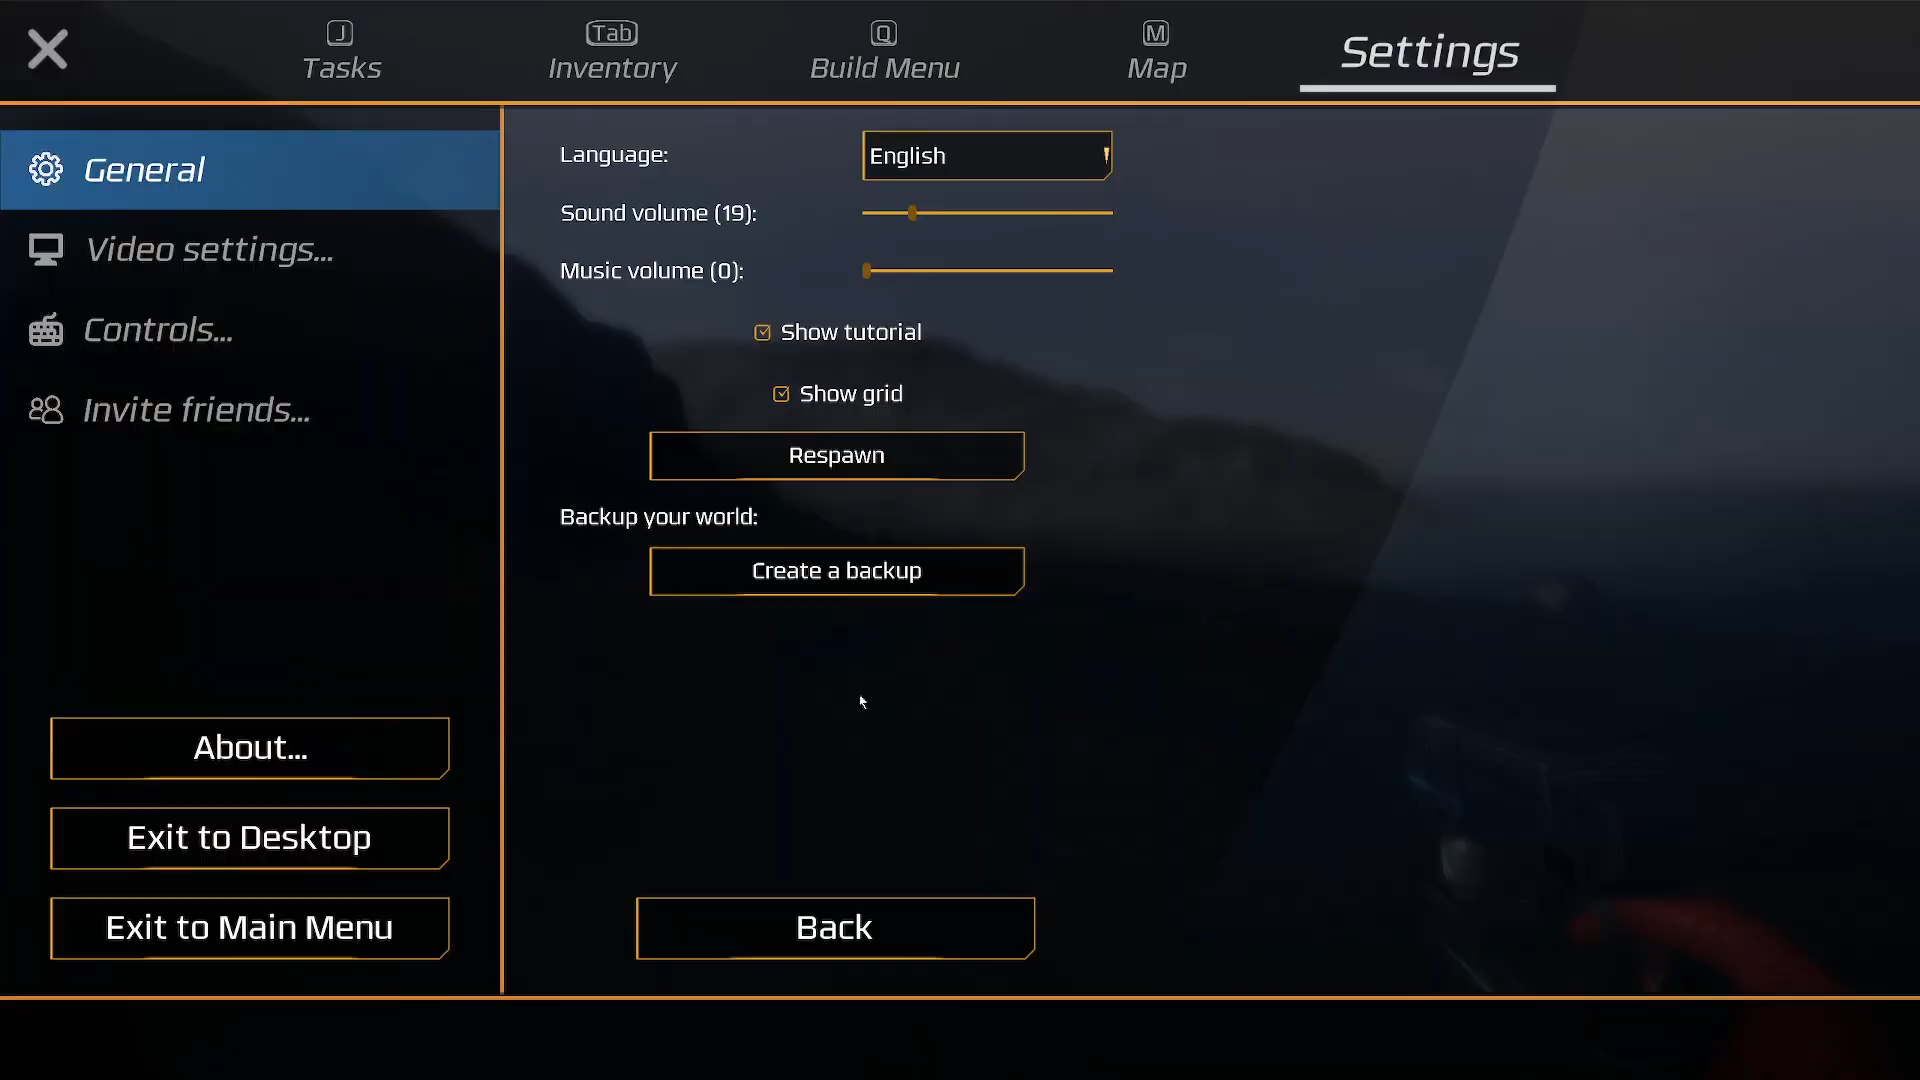 J
Tasks
Tab
Inventory
Q
Build Menu
M
Map
Settings
General
Video settings...
Controls...
Invite friends...
About...
Exit to Desktop
Exit to Main Menu
Language:
English
Sound volume (19):
Music volume (0):
Show tutorial
Show grid
Respawn
Backup your world:
Create a backup
Back